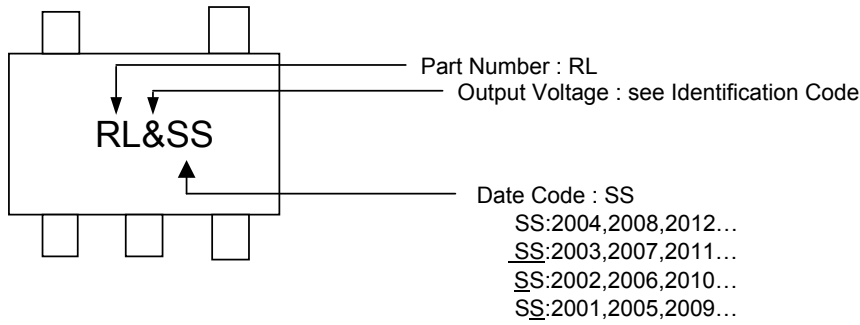 Part Number : RL
Output Voltage : see Identification Code
RL&SS
Date Code : SS
SS:2004,2008,2012…
SS:2003,2007,2011…
SS:2002,2006,2010…
SS:2001,2005,2009…